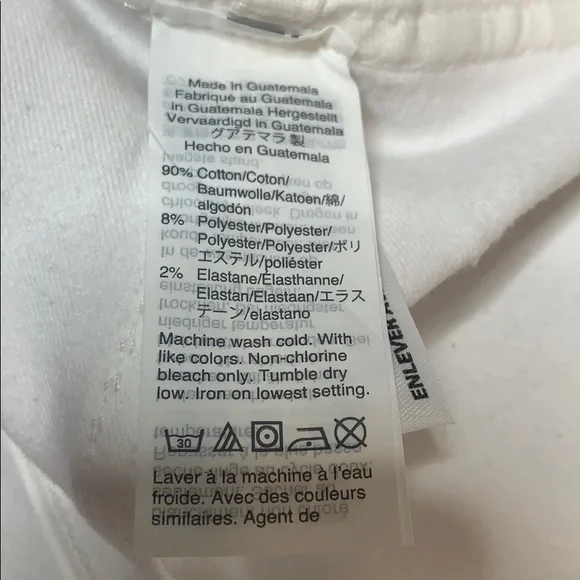 Made In Guatemala
Fabriqué au Guatemala
in Guatemala Hergestellt
Vervaardigd in Guatemala
グアテマラ 製
Hecho en Guatemala
90% Cotton/Coton/
Baumwolle/Katoen/綿/
algodón
8% Polyester/Polyester/
Polyester/Polyester/ポリ
エステル/poliéster
2% Elastane/Élasthanne/
Elastan/Elastaan/エラス
テーン/elastano
Machine wash cold. With
like colors. Non-chlorine
bleach only. Tumble dry
low. Iron on lowest setting.
30
Laver à la machine à l'eau
froide. Avec des couleurs
similaires. Agent de
ENLEVER